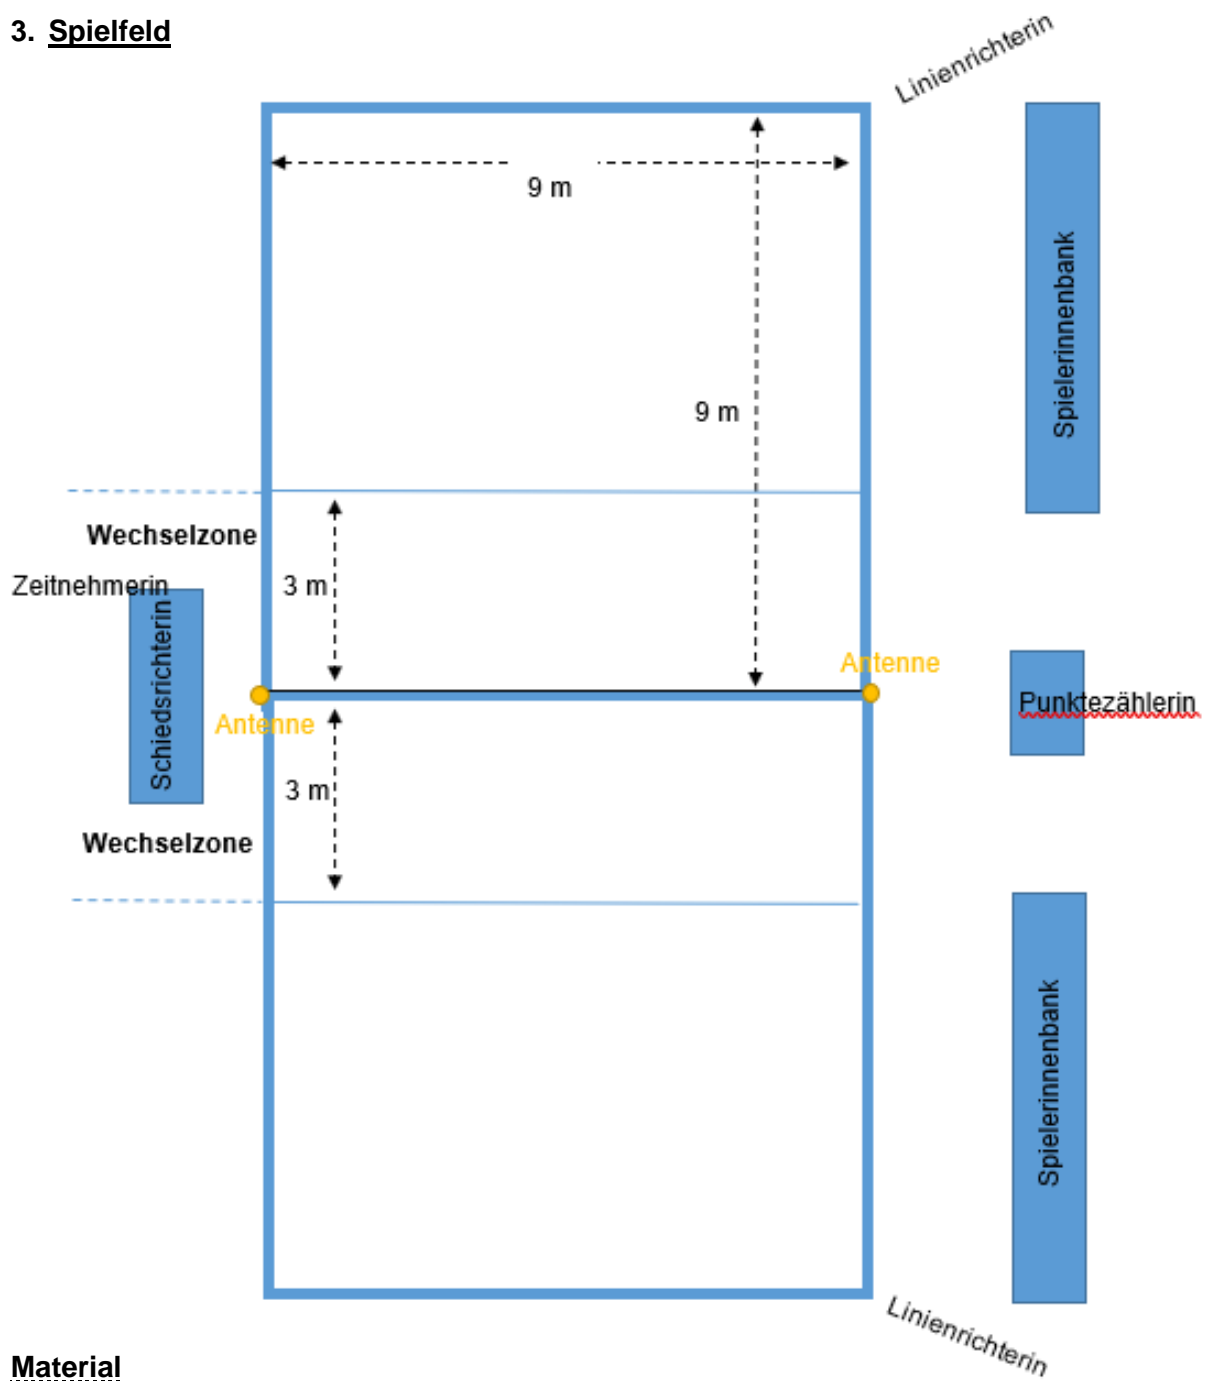 3. Spielfeld
Linienrichterin
9 m
Spielerinnenbank
9 m
Wechselzone
Zeitnehmerin
3 m
Schiedsrichterin
Antenne
Antenne
Punktezählerin
3 m
Wechselzone
Spielerinnenbank
Linienrichterin
Material